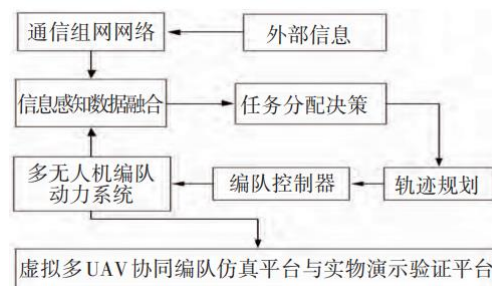 通信组网网络
外部信息
信息感知数据融合
任务分配决策
多无人机编队
动力系统
编队控制器
轨迹规划
虚拟多UAV协同编队仿真平台与实物演示验证平台